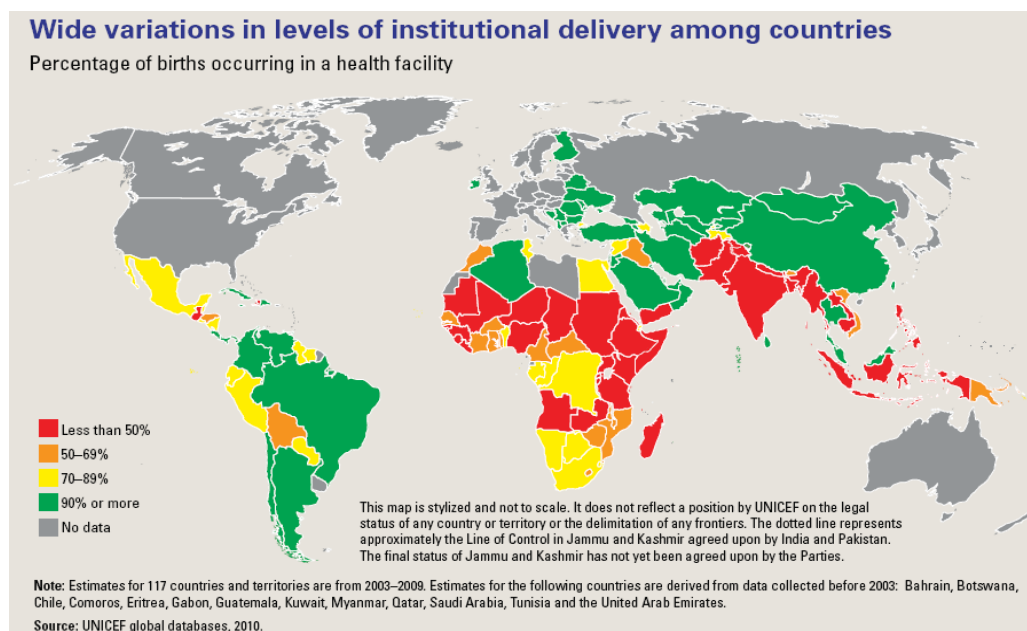 Wide variations in levels of institutional delivery among countries
Percentage of births occurring in a health facility
Less than 50%
50–69%
70–89%
90% or more
No data
This map is stylized and not to scale. It does not reflect a position by UNICEF on the legal
status of any country or territory or the delimitation of any frontiers. The dotted line represents
approximately the Line of Control in Jammu and Kashmir agreed upon by India and Pakistan.
The final status of Jammu and Kashmir has not yet been agreed upon by the Parties.
Note: Estimates for 117 countries and territories are from 2003–2009. Estimates for the following countries are derived from data collected before 2003: Bahrain, Botswana,
Chile, Comoros, Eritrea, Gabon, Guatemala, Kuwait, Myanmar, Qatar, Saudi Arabia, Tunisia and the United Arab Emirates.
Source: UNICEF global databases, 2010.